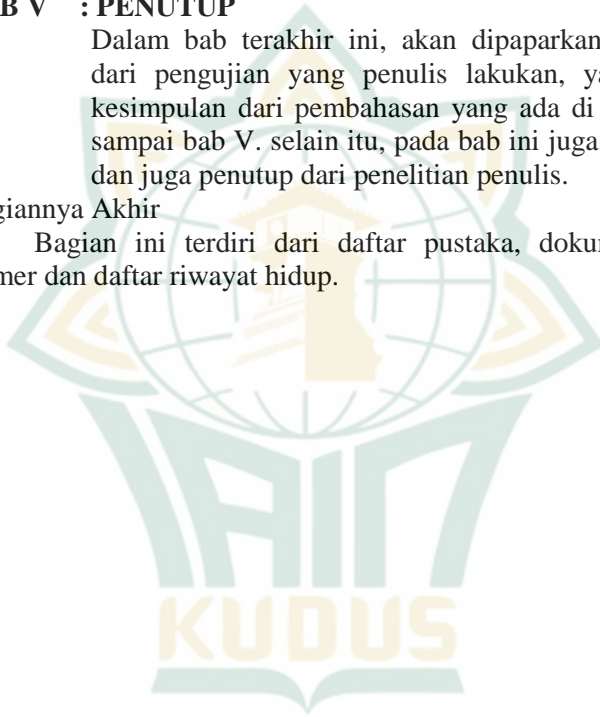 B V : PENUTUP
Dalam bab terakhir ini, akan dipaparkan
dari pengujian yang penulis lakukan, ya
kesimpulan dari pembahasan yang ada di
sampai bab V. selain itu, pada bab ini juga
dan juga penutup dari penelitian penulis.
giannya Akhir
Bagian ini terdiri dari daftar pustaka, dokur
mer dan daftar riwayat hidup.
IAIN
KUDUS